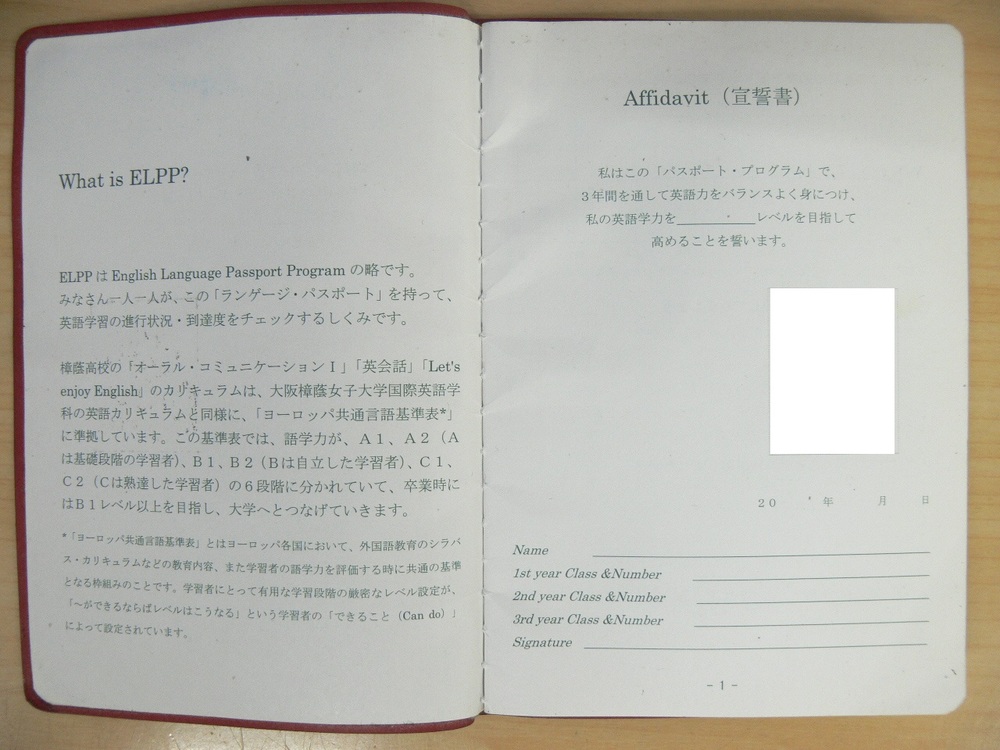 What is ELPP?
ELPP は English Language Passport Program の略です。
みなさん一人一人が、この「ランゲージ・パスポート」を持って、
英語学習の進行状況・到達度をチェックするしくみです。
樟蔭高校の「オーラル・コミュニケーションⅠ」「英会話」「Let's
enjoy English」のカリキュラムは、大阪樟蔭女子大学国際英語学
科の英語カリキュラムと同様に、「ヨーロッパ共通言語基準表*」
に準拠しています。この基準表では、語学力が、A1、A2(A
は基礎段階の学習者)、B1、B2(Bは自立した学習者)、C1、
C2(Cは熟達した学習者)の6段階に分かれていて、卒業時に
はB1レベル以上を目指し、大学へとつなげていきます。
*「ヨーロッパ共通言語基準表」とはヨーロッパ各国において、外国語教育のシラバ
ス・カリキュラムなどの教育内容、また学習者の語学力を評価する時に共通の基準
となる枠組みのことです。学習者にとって有用な学習段階の厳密なレベル設定が、
「~ができるならばレベルはこうなる」という学習者の「できること(Can do)」
によって設定されています。
Affidavit(宣誓書)
私はこの「パスポート・プログラム」で、
3年間を通して英語力をバランスよく身につけ、
私の英語学力を________レベルを目指して
高めることを誓います。
20 年 月 日
Name
1st year Class &Number
2nd year Class &Number
3rd year Class &Number
Signature
- 1 -